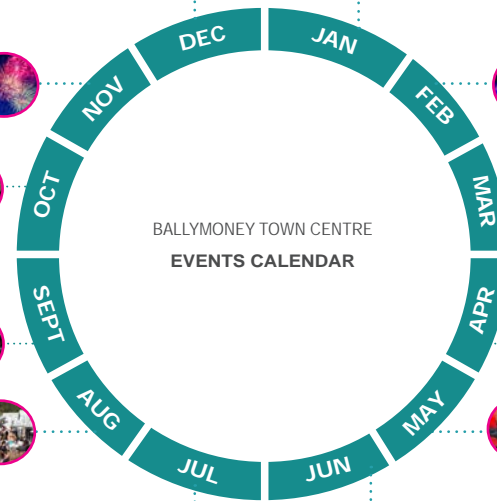 DEC
JAN
NOV
FEB
OCT
MAR
BALLYMONEY TOWN CENTRE
EVENTS CALENDAR
SEPT
APR
AUG
MAY
JUL
JUN